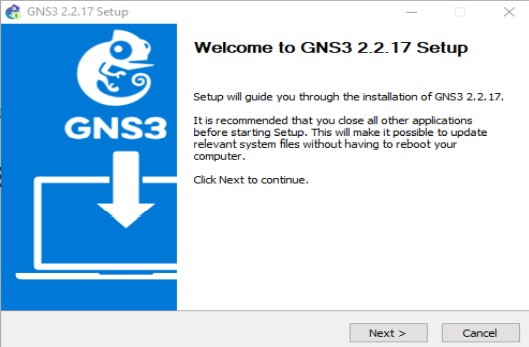 GNS3 2.2.17 Setup
Welcome to GNS3 2.2.17 Setup
GNS3
Setup will guide you through the installation of GNS3 2.2.17.
It is recommended that you close all other applications
before starting Setup. This will make it possible to update
relevant system files without having to reboot your
computer.
Click Next to continue.
Next >
Cancel